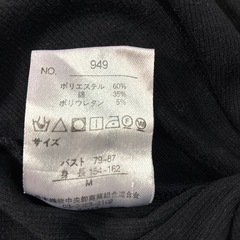 NO. 949
ポリエステル 60%
綿 35%
ポリウレタン 5%
サイズ
バスト 79-87
身長 154-162
M